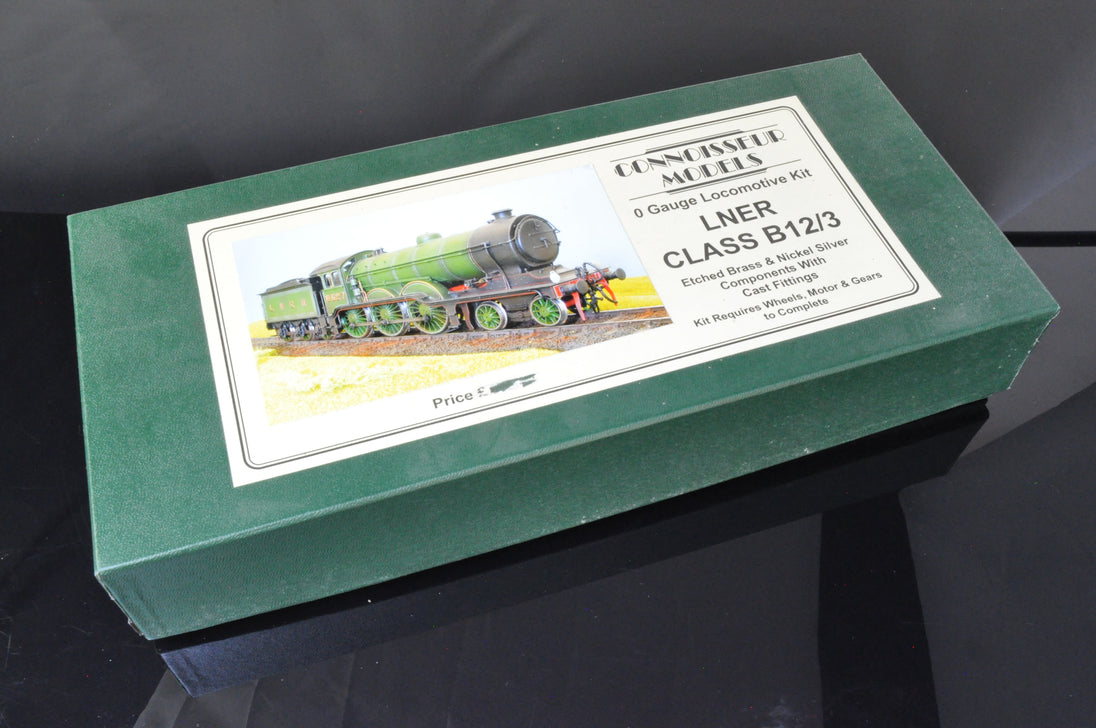 CONNOISSEUR
MODELS
0 Gauge Locomotive Kit
LNER
CLASS B12/3
Etched Brass & Nickel Silver
Components With
Cast Fittings
Kit Requires Wheels, Motor & Gears
to Complete
L N E R
Price £